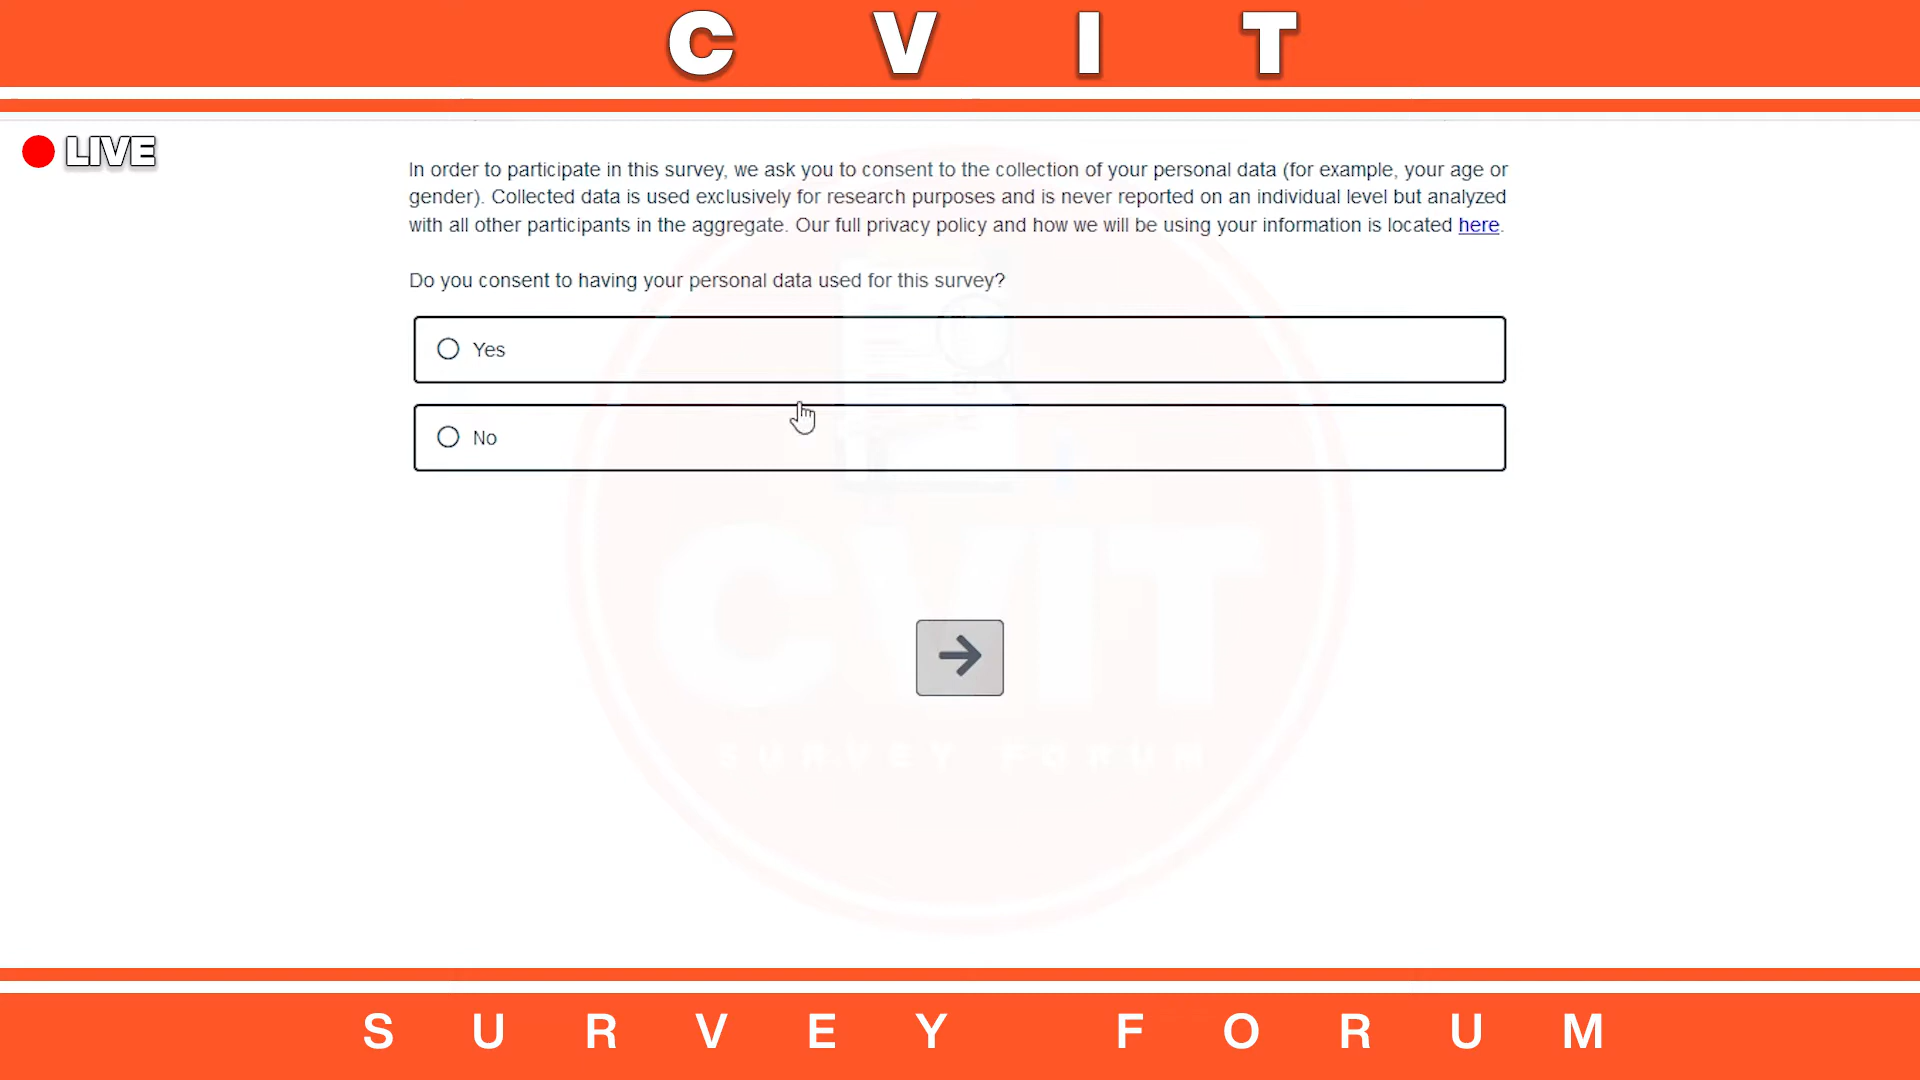 C V I T
LIVE
In order to participate in this survey, we ask you to consent to the collection of your personal data (for example, your age or
gender). Collected data is used exclusively for research purposes and is never reported on an individual level but analyzed
with all other participants in the aggregate. Our full privacy policy and how we will be using your information is located here.
Do you consent to having your personal data used for this survey?
Yes
No
CVIT
SURVEY FORUM
S U R V E Y F O R U M